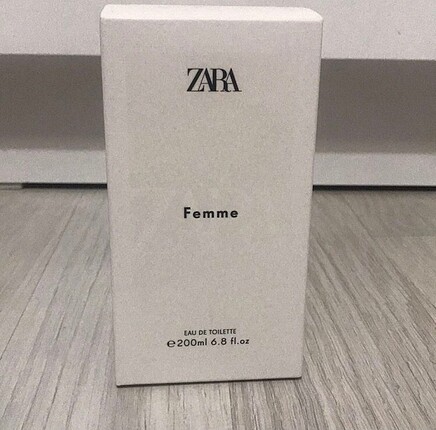 ZARA
Femme
EAU DE TOILETTE
℮200ml 6.8 fl.oz